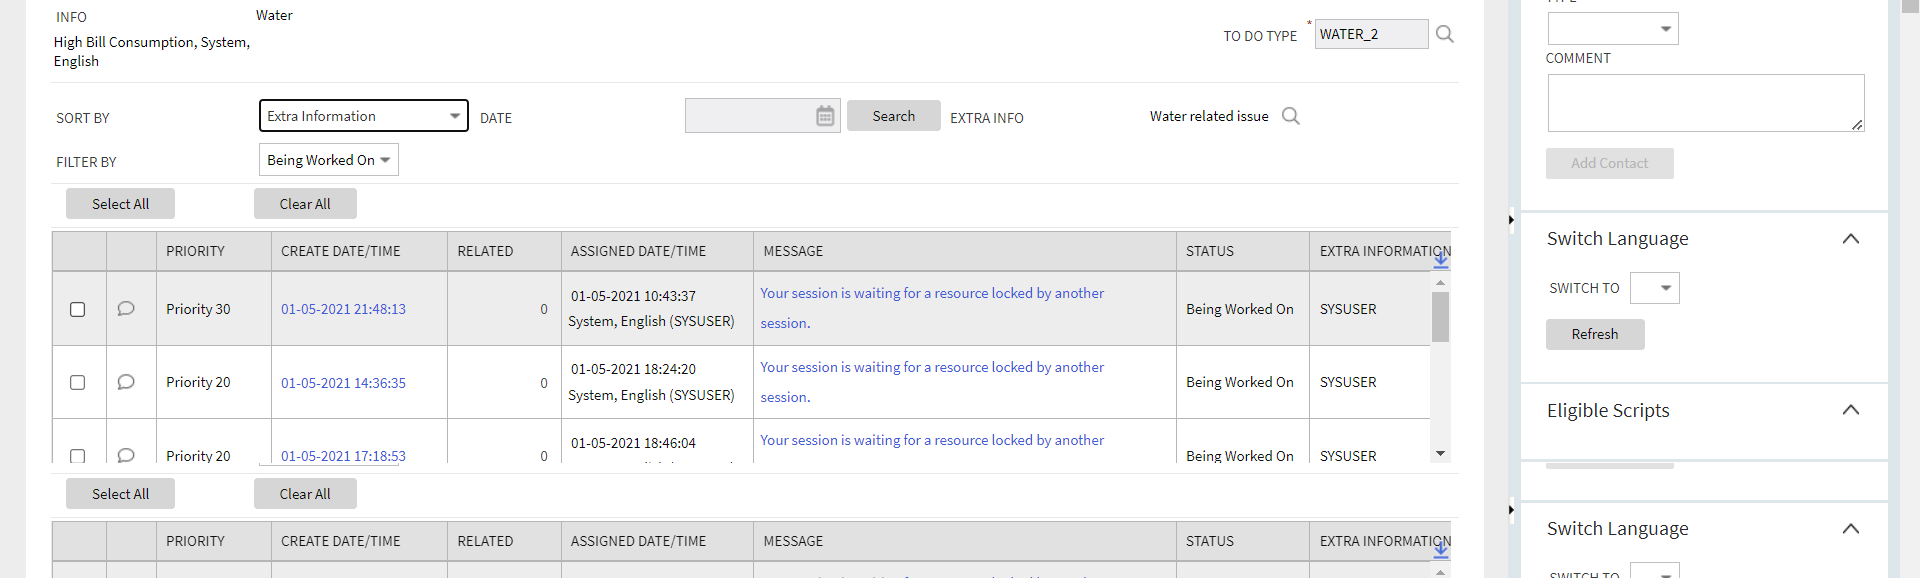 INFO
Water
High Bill Consumption, System,
English
TO DO TYPE * WATER_2
SORT BY Extra Information DATE Search EXTRA INFO Water related issue
FILTER BY Being Worked On
Select All Clear All
PRIORITY CREATE DATE/TIME RELATED ASSIGNED DATE/TIME MESSAGE STATUS EXTRA INFORMATION
Priority 30 01-05-2021 21:48:13 0 01-05-2021 10:43:37
System, English (SYSUSER)
Your session is waiting for a resource locked by another
session.
Being Worked On SYSUSER
Priority 20 01-05-2021 14:36:35 0 01-05-2021 18:24:20
System, English (SYSUSER)
Your session is waiting for a resource locked by another
session.
Being Worked On SYSUSER
Priority 20 01-05-2021 17:18:53 0 01-05-2021 18:46:04
Your session is waiting for a resource locked by another
Being Worked On SYSUSER
Select All Clear All
PRIORITY CREATE DATE/TIME RELATED ASSIGNED DATE/TIME MESSAGE STATUS EXTRA INFORMATION
COMMENT
Add Contact
Switch Language
SWITCH TO
Refresh
Eligible Scripts
Switch Language
SWITCH TO